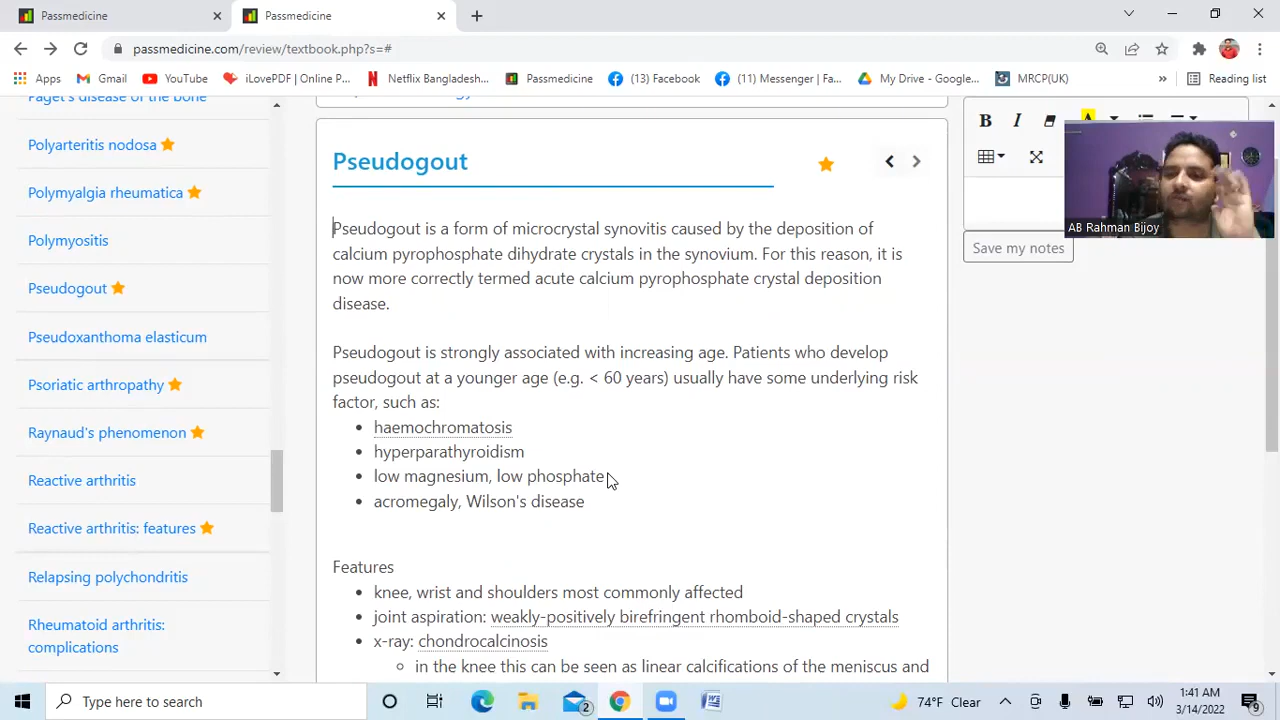 Passmedicine
Passmedicine
passmedicine.com/review/textbook.php?s=#
Apps
Gmail
YouTube
iLovePDF | Online P...
Netflix Bangladesh...
Passmedicine
(13) Facebook
(11) Messenger | Fa...
My Drive - Google...
MRCP(UK)
»
Reading list
Paget's disease of the bone
Polyarteritis nodosa
Polymyalgia rheumatica
Polymyositis
Pseudogout
Pseudoxanthoma elasticum
Psoriatic arthropathy
Raynaud's phenomenon
Reactive arthritis
Reactive arthritis: features
Relapsing polychondritis
Rheumatoid arthritis:
complications
Pseudogout
Pseudogout is a form of microcrystal synovitis caused by the deposition of
calcium pyrophosphate dihydrate crystals in the synovium. For this reason, it is
now more correctly termed acute calcium pyrophosphate crystal deposition
disease.
Pseudogout is strongly associated with increasing age. Patients who develop
pseudogout at a younger age (e.g. < 60 years) usually have some underlying risk
factor, such as:
• haemochromatosis
• hyperparathyroidism
• low magnesium, low phosphate
• acromegaly, Wilson's disease
Features
• knee, wrist and shoulders most commonly affected
• joint aspiration: weakly-positively birefringent rhomboid-shaped crystals
• x-ray: chondrocalcinosis
in the knee this can be seen as linear calcifications of the meniscus and
B I A
AB Rahman Bijoy
Save my notes
Type here to search
2
74°F Clear
1:41 AM
3/14/2022
9